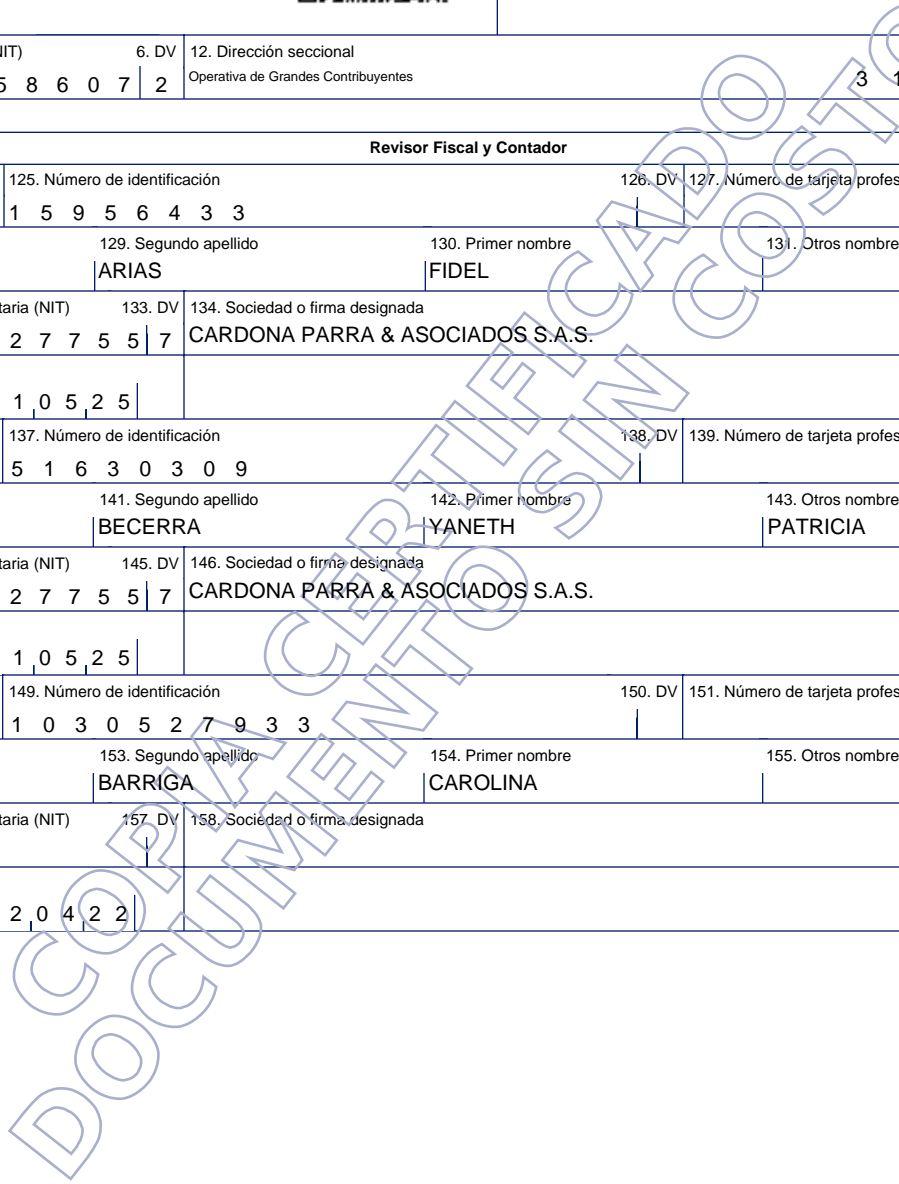 NIT) 6. DV 12. Dirección seccional
5 8 6 0 7 2 Operativa de Grandes Contribuyentes 3 1
Revisor Fiscal y Contador
125. Número de identificación 126. DV 127. Número de tarjeta profes
1 5 9 5 6 4 3 3
129. Segundo apellido 130. Primer nombre 131. Otros nombre
ARIAS FIDEL
taria (NIT) 133. DV 134. Sociedad o firma designada
2 7 7 5 5 7 CARDONA PARRA & ASOCIADOS S.A.S.
1 0 5 2 5
137. Número de identificación 138. DV 139. Número de tarjeta profes
5 1 6 3 0 3 0 9
141. Segundo apellido 142. Primer nombre 143. Otros nombre
BECERRA YANETH PATRICIA
taria (NIT) 145. DV 146. Sociedad o firma designada
2 7 7 5 5 7 CARDONA PARRA & ASOCIADOS S.A.S.
1 0 5 2 5
149. Número de identificación 150. DV 151. Número de tarjeta profes
1 0 3 0 5 2 7 9 3 3
153. Segundo apellido 154. Primer nombre 155. Otros nombre
BARRIGA CAROLINA
taria (NIT) 157. DV 158. Sociedad o firma designada
2 0 4 2 2
COPIA CERTIFICADO
DOCUMENTO SIN COSTO